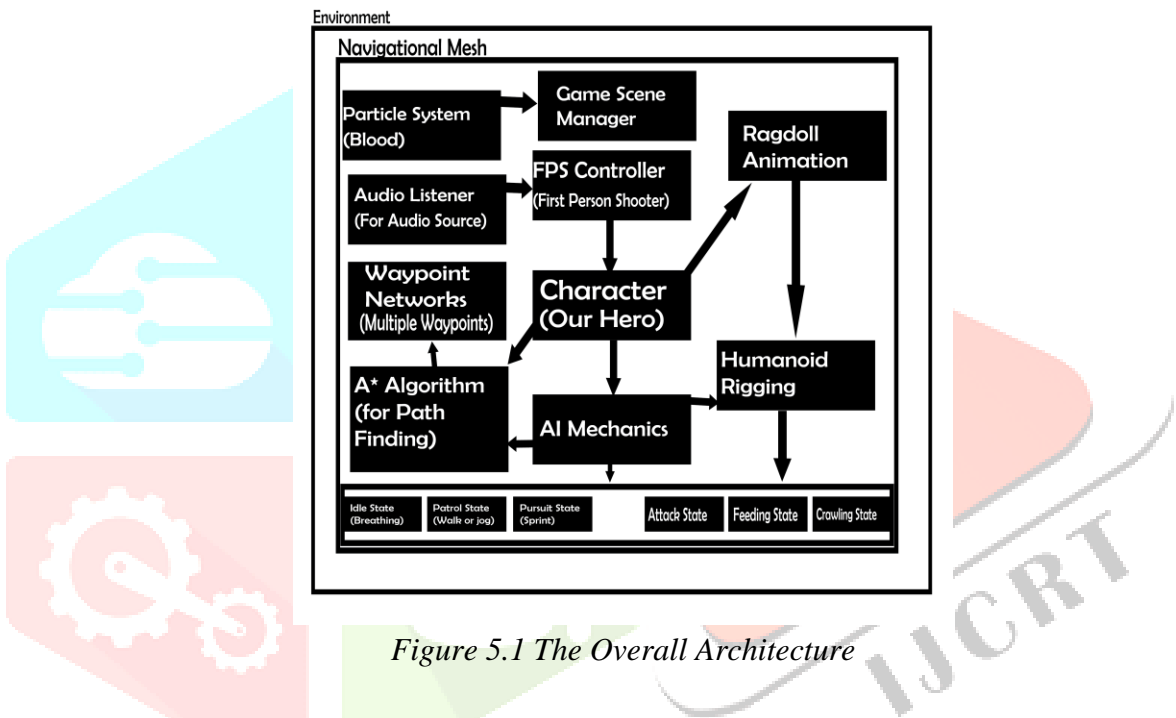 Environment
Navigational Mesh
Particle System
(Blood)
Game Scene
Manager
Ragdoll
Animation
Audio Listener
(For Audio Source)
FPS Controller
(First Person Shooter)
Waypoint
Networks
(Multiple Waypoints)
Character
(Our Hero)
A* Algorithm
(for Path
Finding)
AI Mechanics
Humanoid
Rigging
Idle State
(Breathing)
Patrol State
(Walk or jog)
Pursuit State
(Sprint)
Attack State
Feeding State
Crawling State
Figure 5.1 The Overall Architecture
IJCRT